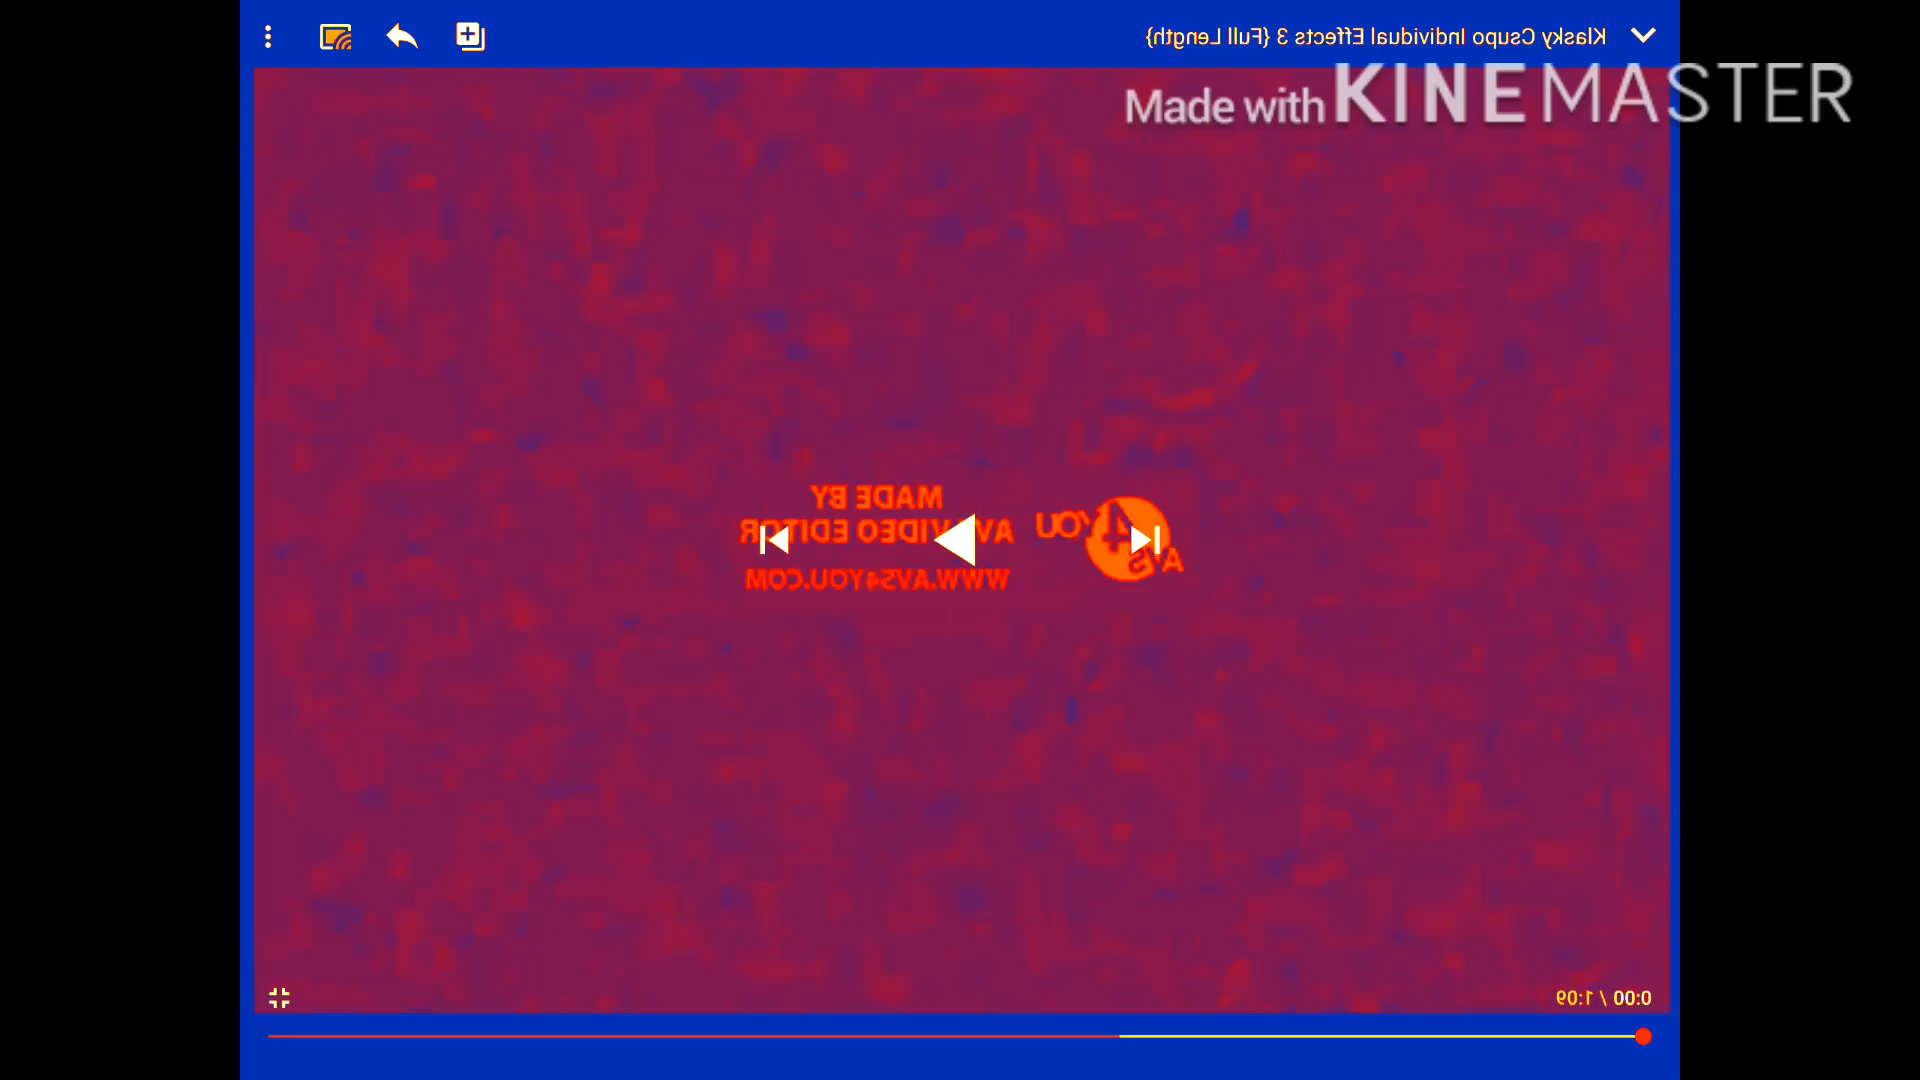 Klasky Csupo Individual Effects 3 {Full Length}
Made with KINEMASTER
MADE BY
AVS VIDEO EDITOR
WWW.AVS4YOU.COM
AVS4YOU
0:00 / 1:09